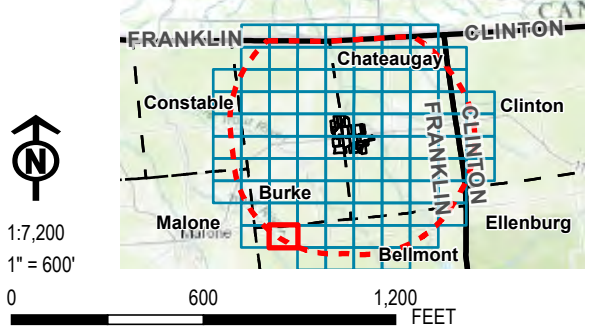 CAN
FRANKLIN
CLINTON
Chateaugay
Constable
Clinton
FRANKLIN
CLINTON
Burke
Malone
Malone
Ellenburg
Bellmont
N
1:7,200
1" = 600'
0 600 1,200
FEET